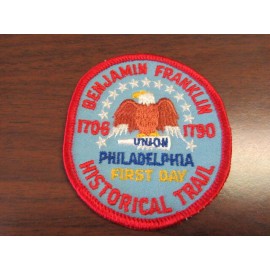 BENJAMIN FRANKLIN
1706 1790
UNION
PHILADELPHIA
FIRST DAY
HISTORICAL TRAIL